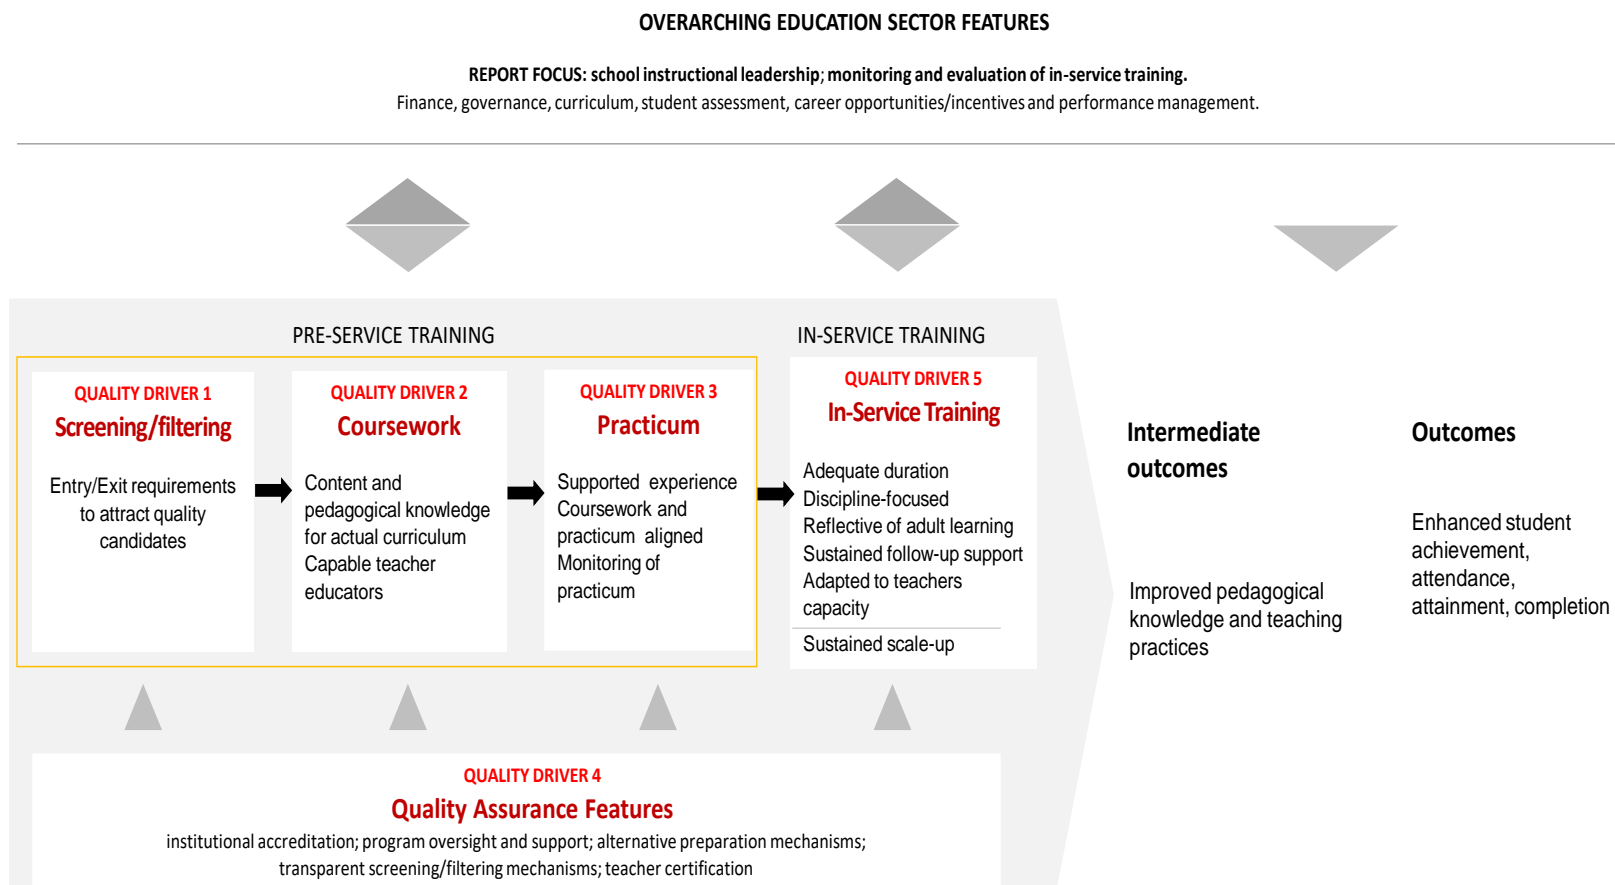 OVERARCHING EDUCATION SECTOR FEATURES
REPORT FOCUS: school instructional leadership; monitoring and evaluation of in-service training.
Finance, governance, curriculum, student assessment, career opportunities/incentives and performance management.
PRE-SERVICE TRAINING
QUALITY DRIVER 1
Screening/filtering
Entry/Exit requirements
to attract quality
candidates
QUALITY DRIVER 2
Coursework
Content and
pedagogical knowledge
for actual curriculum
Capable teacher
educators
QUALITY DRIVER 3
Practicum
Supported experience
Coursework and
practicum aligned
Monitoring of
practicum
IN-SERVICE TRAINING
QUALITY DRIVER 5
In-Service Training
Adequate duration
Discipline-focused
Reflective of adult learning
Sustained follow-up support
Adapted to teachers
capacity
Sustained scale-up
QUALITY DRIVER 4
Quality Assurance Features
institutional accreditation; program oversight and support; alternative preparation mechanisms;
transparent screening/filtering mechanisms; teacher certification
Intermediate
outcomes
Improved pedagogical
knowledge and teaching
practices
Outcomes
Enhanced student
achievement,
attendance,
attainment, completion